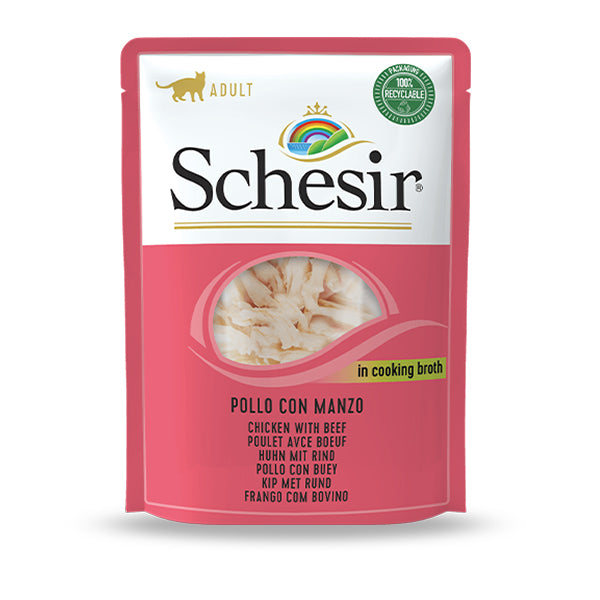 ADULT
PACKAGING
100%
RECYCLABLE
Schesir®
in cooking broth
POLLO CON MANZO
CHICKEN WITH BEEF
POULET AVCE BOEUF
HUHN MIT RIND
POLLO CON BUEY
KIP MET RUND
FRANGO COM BOVINO